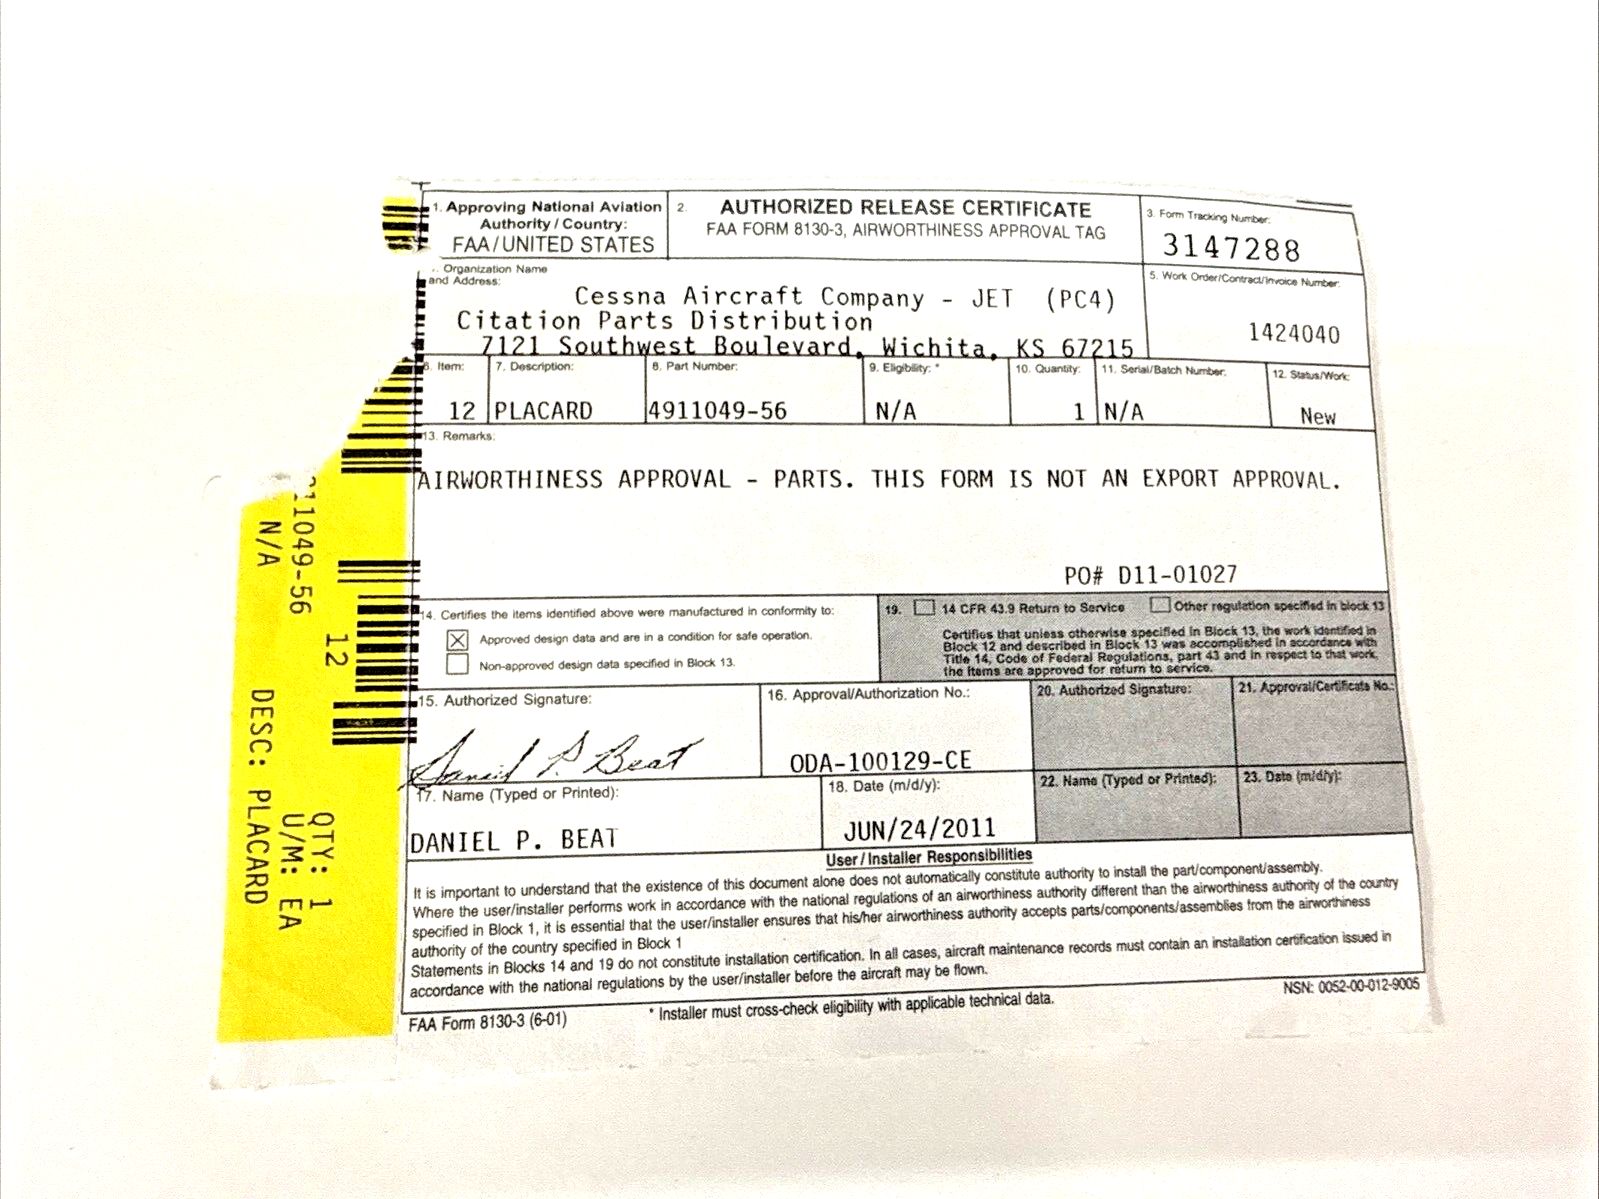 1. Approving National Aviation
Authority / Country:
FAA/UNITED STATES
2.
AUTHORIZED RELEASE CERTIFICATE
FAA FORM 8130-3, AIRWORTHINESS APPROVAL TAG
3. Form Tracking Number:
3147288
Organization Name
and Address:
Cessna Aircraft Company - JET (PC4)
Citation Parts Distribution
7121 Southwest Boulevard, Wichita, KS 67215
5. Work Order/Contract/Invoice Number:
1424040
6. Item:
12
7. Description:
PLACARD
8. Part Number:
4911049-56
9. Eligibility: *
N/A
10. Quantity:
1
11. Serial/Batch Number:
N/A
12. Status/Work:
New
13. Remarks:
AIRWORTHINESS APPROVAL - PARTS. THIS FORM IS NOT AN EXPORT APPROVAL.
PO# D11-01027
14. Certifies the items identified above were manufactured in conformity to:
Approved design data and are in a condition for safe operation.
Non-approved design data specified in Block 13.
19. 14 CFR 43.9 Return to Service Other regulation specified in block 13
Certifies that unless otherwise specified in Block 13, the work identified in
Block 12 and described in Block 13 was accomplished in accordance with
Title 14, Code of Federal Regulations, part 43 and in respect to that work,
the items are approved for return to service.
15. Authorized Signature:
Daniel P. Beat
16. Approval/Authorization No.:
ODA-100129-CE
20. Authorized Signature:
21. Approval/Certificate No.:
17. Name (Typed or Printed):
DANIEL P. BEAT
18. Date (m/d/y):
JUN/24/2011
22. Name (Typed or Printed):
23. Date (m/d/y):
User / Installer Responsibilities
It is important to understand that the existence of this document alone does not automatically constitute authority to install the part/component/assembly.
Where the user/installer performs work in accordance with the national regulations of an airworthiness authority different than the airworthiness authority of the country
specified in Block 1, it is essential that the user/installer ensures that his/her airworthiness authority accepts parts/components/assemblies from the airworthiness
authority of the country specified in Block 1
Statements in Blocks 14 and 19 do not constitute installation certification. In all cases, aircraft maintenance records must contain an installation certification issued in
accordance with the national regulations by the user/installer before the aircraft may be flown.
FAA Form 8130-3 (6-01)
* Installer must cross-check eligibility with applicable technical data.
NSN: 0052-00-012-9005
12
QTY: 1
11049-56
U/M: EA
N/A
DESC: PLACARD